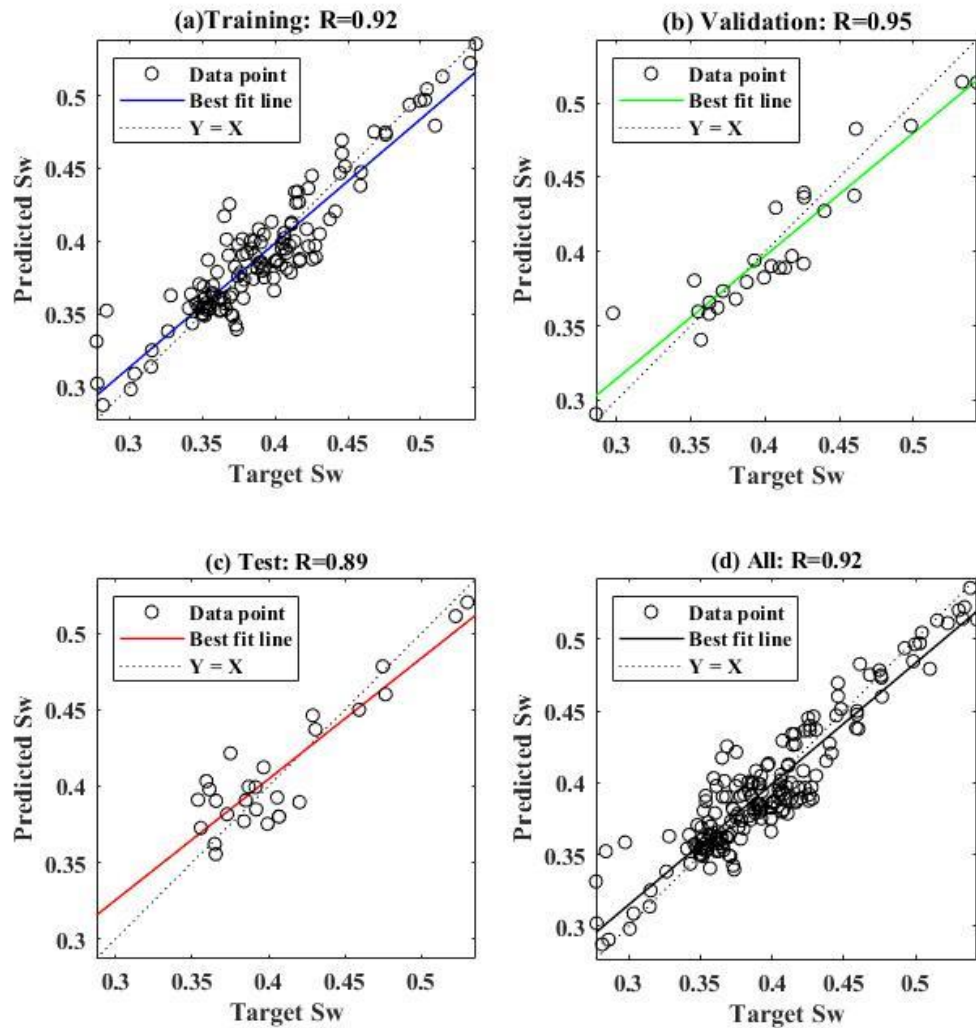 (a)Training: R=0.92
Data point
Best fit line
Y = X
0.5
0.45
0.4
0.35
0.3
Predicted Sw
0.3 0.35 0.4 0.45 0.5
Target Sw
(b) Validation: R=0.95
Data point
Best fit line
Y = X
0.5
0.45
0.4
0.35
0.3
Predicted Sw
0.3 0.35 0.4 0.45 0.5
Target Sw
(c) Test: R=0.89
Data point
Best fit line
Y = X
0.5
0.45
0.4
0.35
0.3
Predicted Sw
0.3 0.35 0.4 0.45 0.5
Target Sw
(d) All: R=0.92
Data point
Best fit line
Y = X
0.5
0.45
0.4
0.35
0.3
Predicted Sw
0.3 0.35 0.4 0.45 0.5
Target Sw